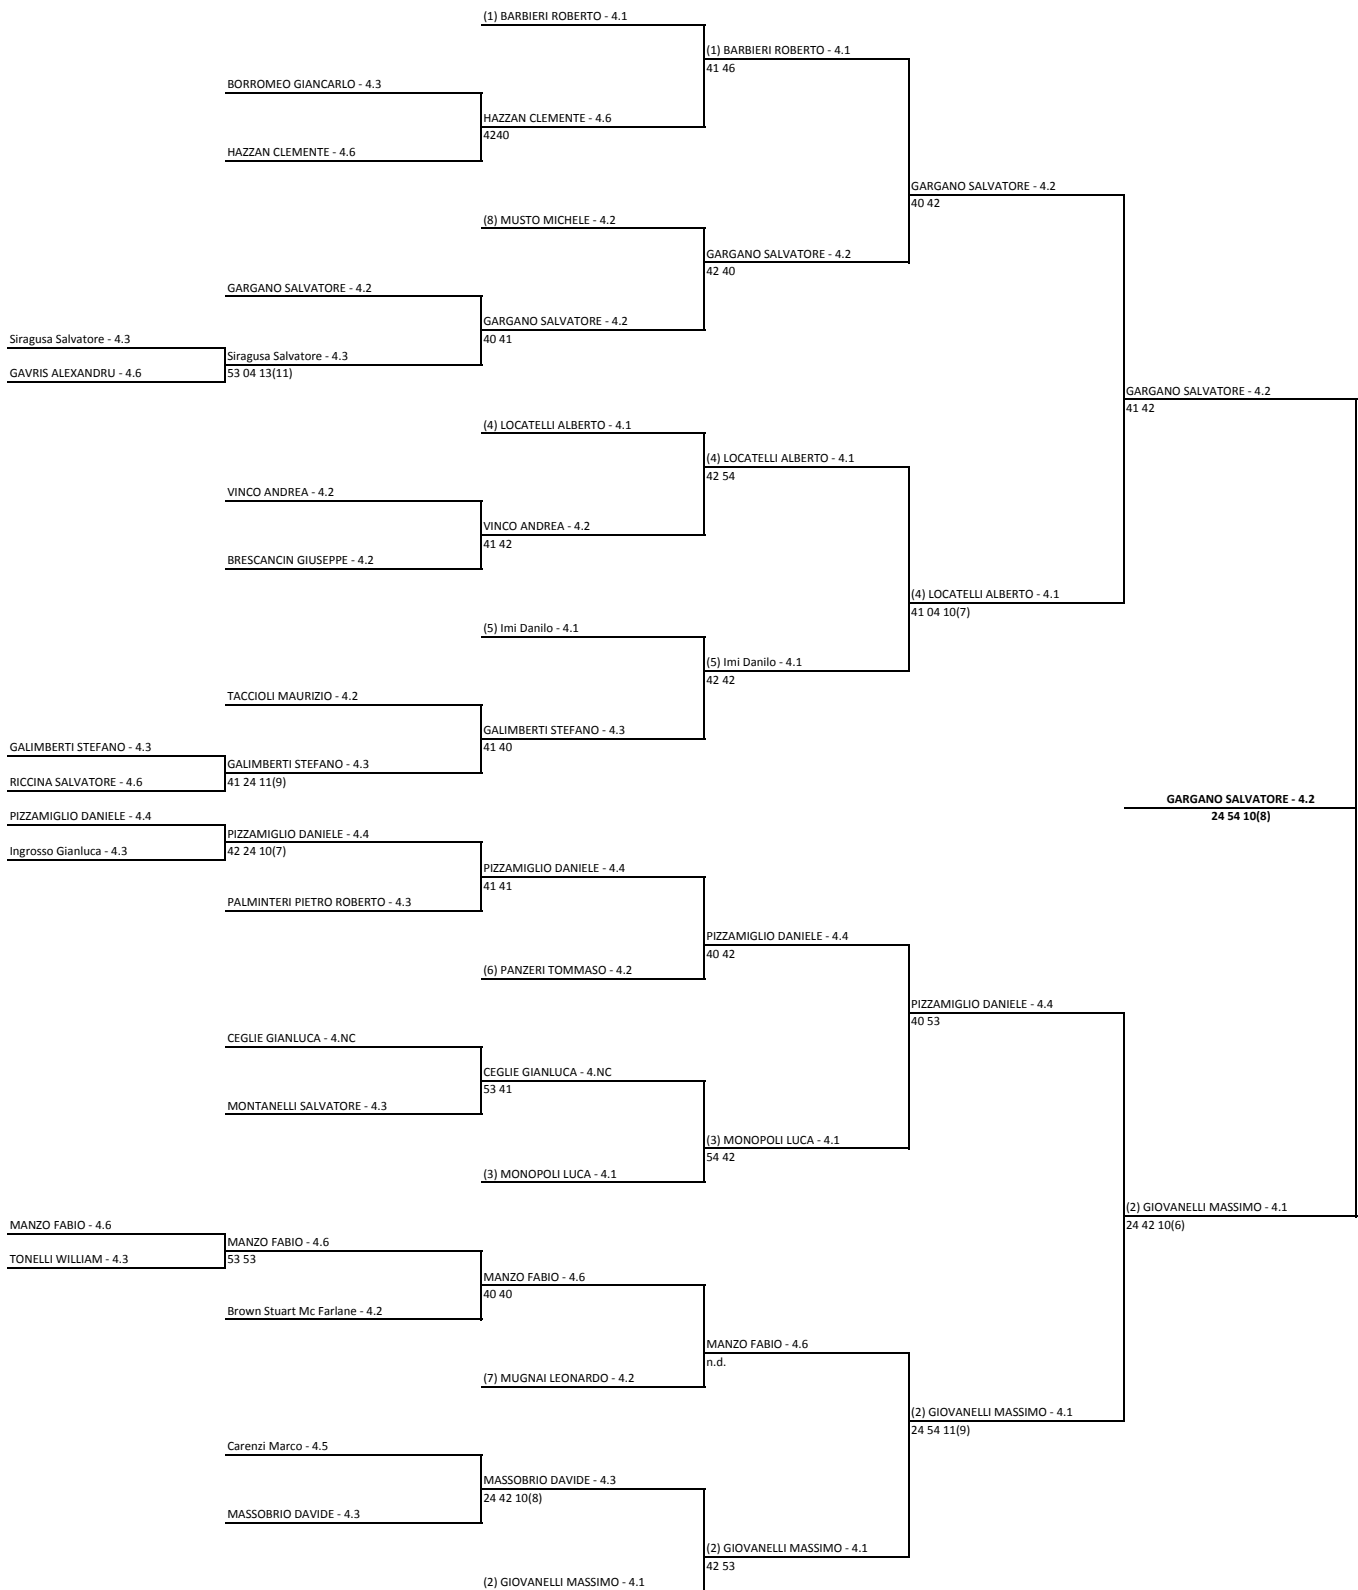 (1) BARBIERI ROBERTO - 4.1
(1) BARBIERI ROBERTO - 4.1
41 46
BORROMEO GIANCARLO - 4.3
HAZZAN CLEMENTE - 4.6
4240
HAZZAN CLEMENTE - 4.6
GARGANO SALVATORE - 4.2
40 42
(8) MUSTO MICHELE - 4.2
GARGANO SALVATORE - 4.2
42 40
GARGANO SALVATORE - 4.2
GARGANO SALVATORE - 4.2
40 41
Siragusa Salvatore - 4.3
Siragusa Salvatore - 4.3
53 04 13(11)
GAVRIS ALEXANDRU - 4.6
GARGANO SALVATORE - 4.2
41 42
(4) LOCATELLI ALBERTO - 4.1
(4) LOCATELLI ALBERTO - 4.1
42 54
VINCO ANDREA - 4.2
VINCO ANDREA - 4.2
41 42
BRESCANCIN GIUSEPPE - 4.2
(4) LOCATELLI ALBERTO - 4.1
41 04 10(7)
(5) Imi Danilo - 4.1
(5) Imi Danilo - 4.1
42 42
TACCIOLI MAURIZIO - 4.2
GALIMBERTI STEFANO - 4.3
41 40
GALIMBERTI STEFANO - 4.3
GALIMBERTI STEFANO - 4.3
41 24 11(9)
RICCINA SALVATORE - 4.6
GARGANO SALVATORE - 4.2
24 54 10(8)
PIZZAMIGLIO DANIELE - 4.4
PIZZAMIGLIO DANIELE - 4.4
42 24 10(7)
Ingrosso Gianluca - 4.3
PIZZAMIGLIO DANIELE - 4.4
41 41
PALMINTERI PIETRO ROBERTO - 4.3
PIZZAMIGLIO DANIELE - 4.4
40 42
(6) PANZERI TOMMASO - 4.2
PIZZAMIGLIO DANIELE - 4.4
40 53
CEGLIE GIANLUCA - 4.NC
CEGLIE GIANLUCA - 4.NC
53 41
MONTANELLI SALVATORE - 4.3
(3) MONOPOLI LUCA - 4.1
54 42
(3) MONOPOLI LUCA - 4.1
(2) GIOVANELLI MASSIMO - 4.1
24 42 10(6)
MANZO FABIO - 4.6
MANZO FABIO - 4.6
53 53
TONELLI WILLIAM - 4.3
MANZO FABIO - 4.6
40 40
Brown Stuart Mc Farlane - 4.2
MANZO FABIO - 4.6
n.d.
(7) MUGNAI LEONARDO - 4.2
(2) GIOVANELLI MASSIMO - 4.1
24 54 11(9)
Carenzi Marco - 4.5
MASSOBRIO DAVIDE - 4.3
24 42 10(8)
MASSOBRIO DAVIDE - 4.3
(2) GIOVANELLI MASSIMO - 4.1
42 53
(2) GIOVANELLI MASSIMO - 4.1